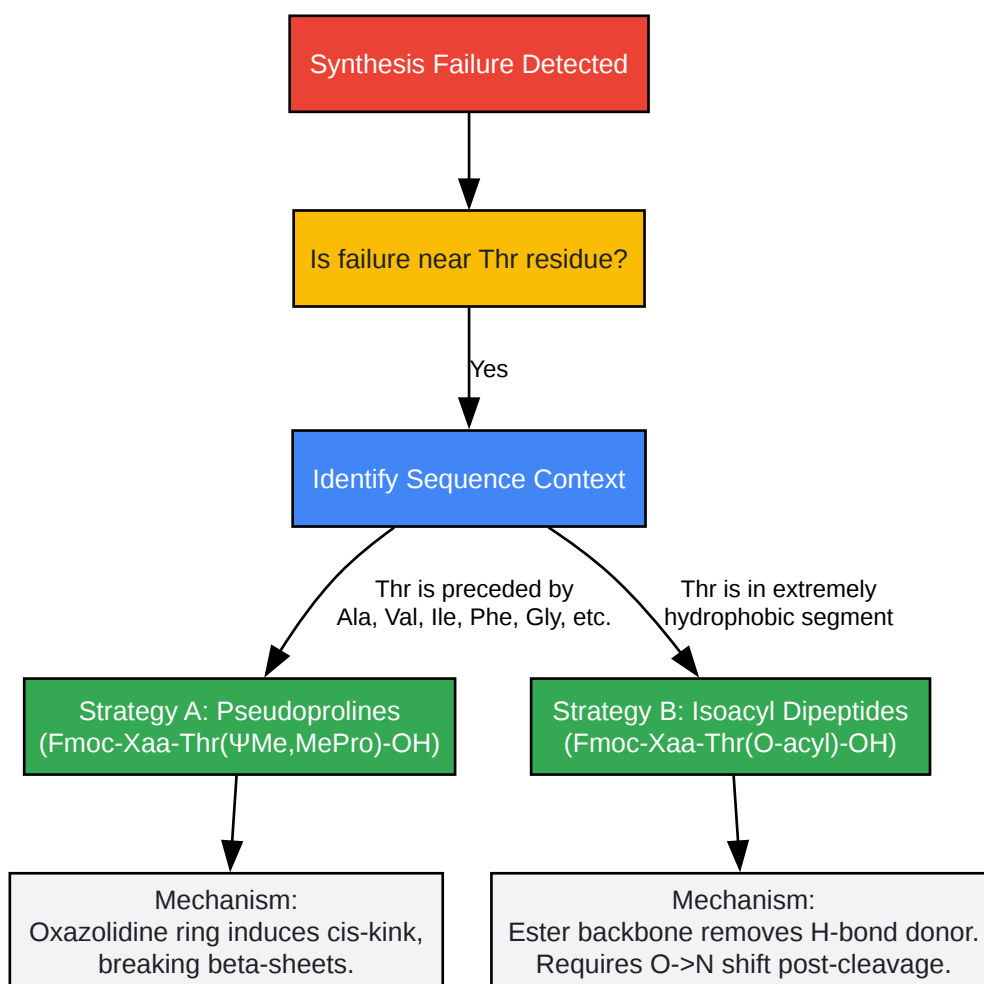 Synthesis Failure Detected
Is failure near Thr residue?
Yes
Identify Sequence Context
Thr is preceded by
Ala, Val, Ile, Phe, Gly, etc.
Thr is in extremely
hydrophobic segment
Strategy A: Pseudoprolines
(Fmoc-Xaa-Thr(ΨMe,MePro)-OH)
Strategy B: Isoacyl Dipeptides
(Fmoc-Xaa-Thr(O-acyl)-OH)
Mechanism:
Oxazolidine ring induces cis-kink,
breaking beta-sheets.
Mechanism:
Ester backbone removes H-bond donor.
Requires O->N shift post-cleavage.